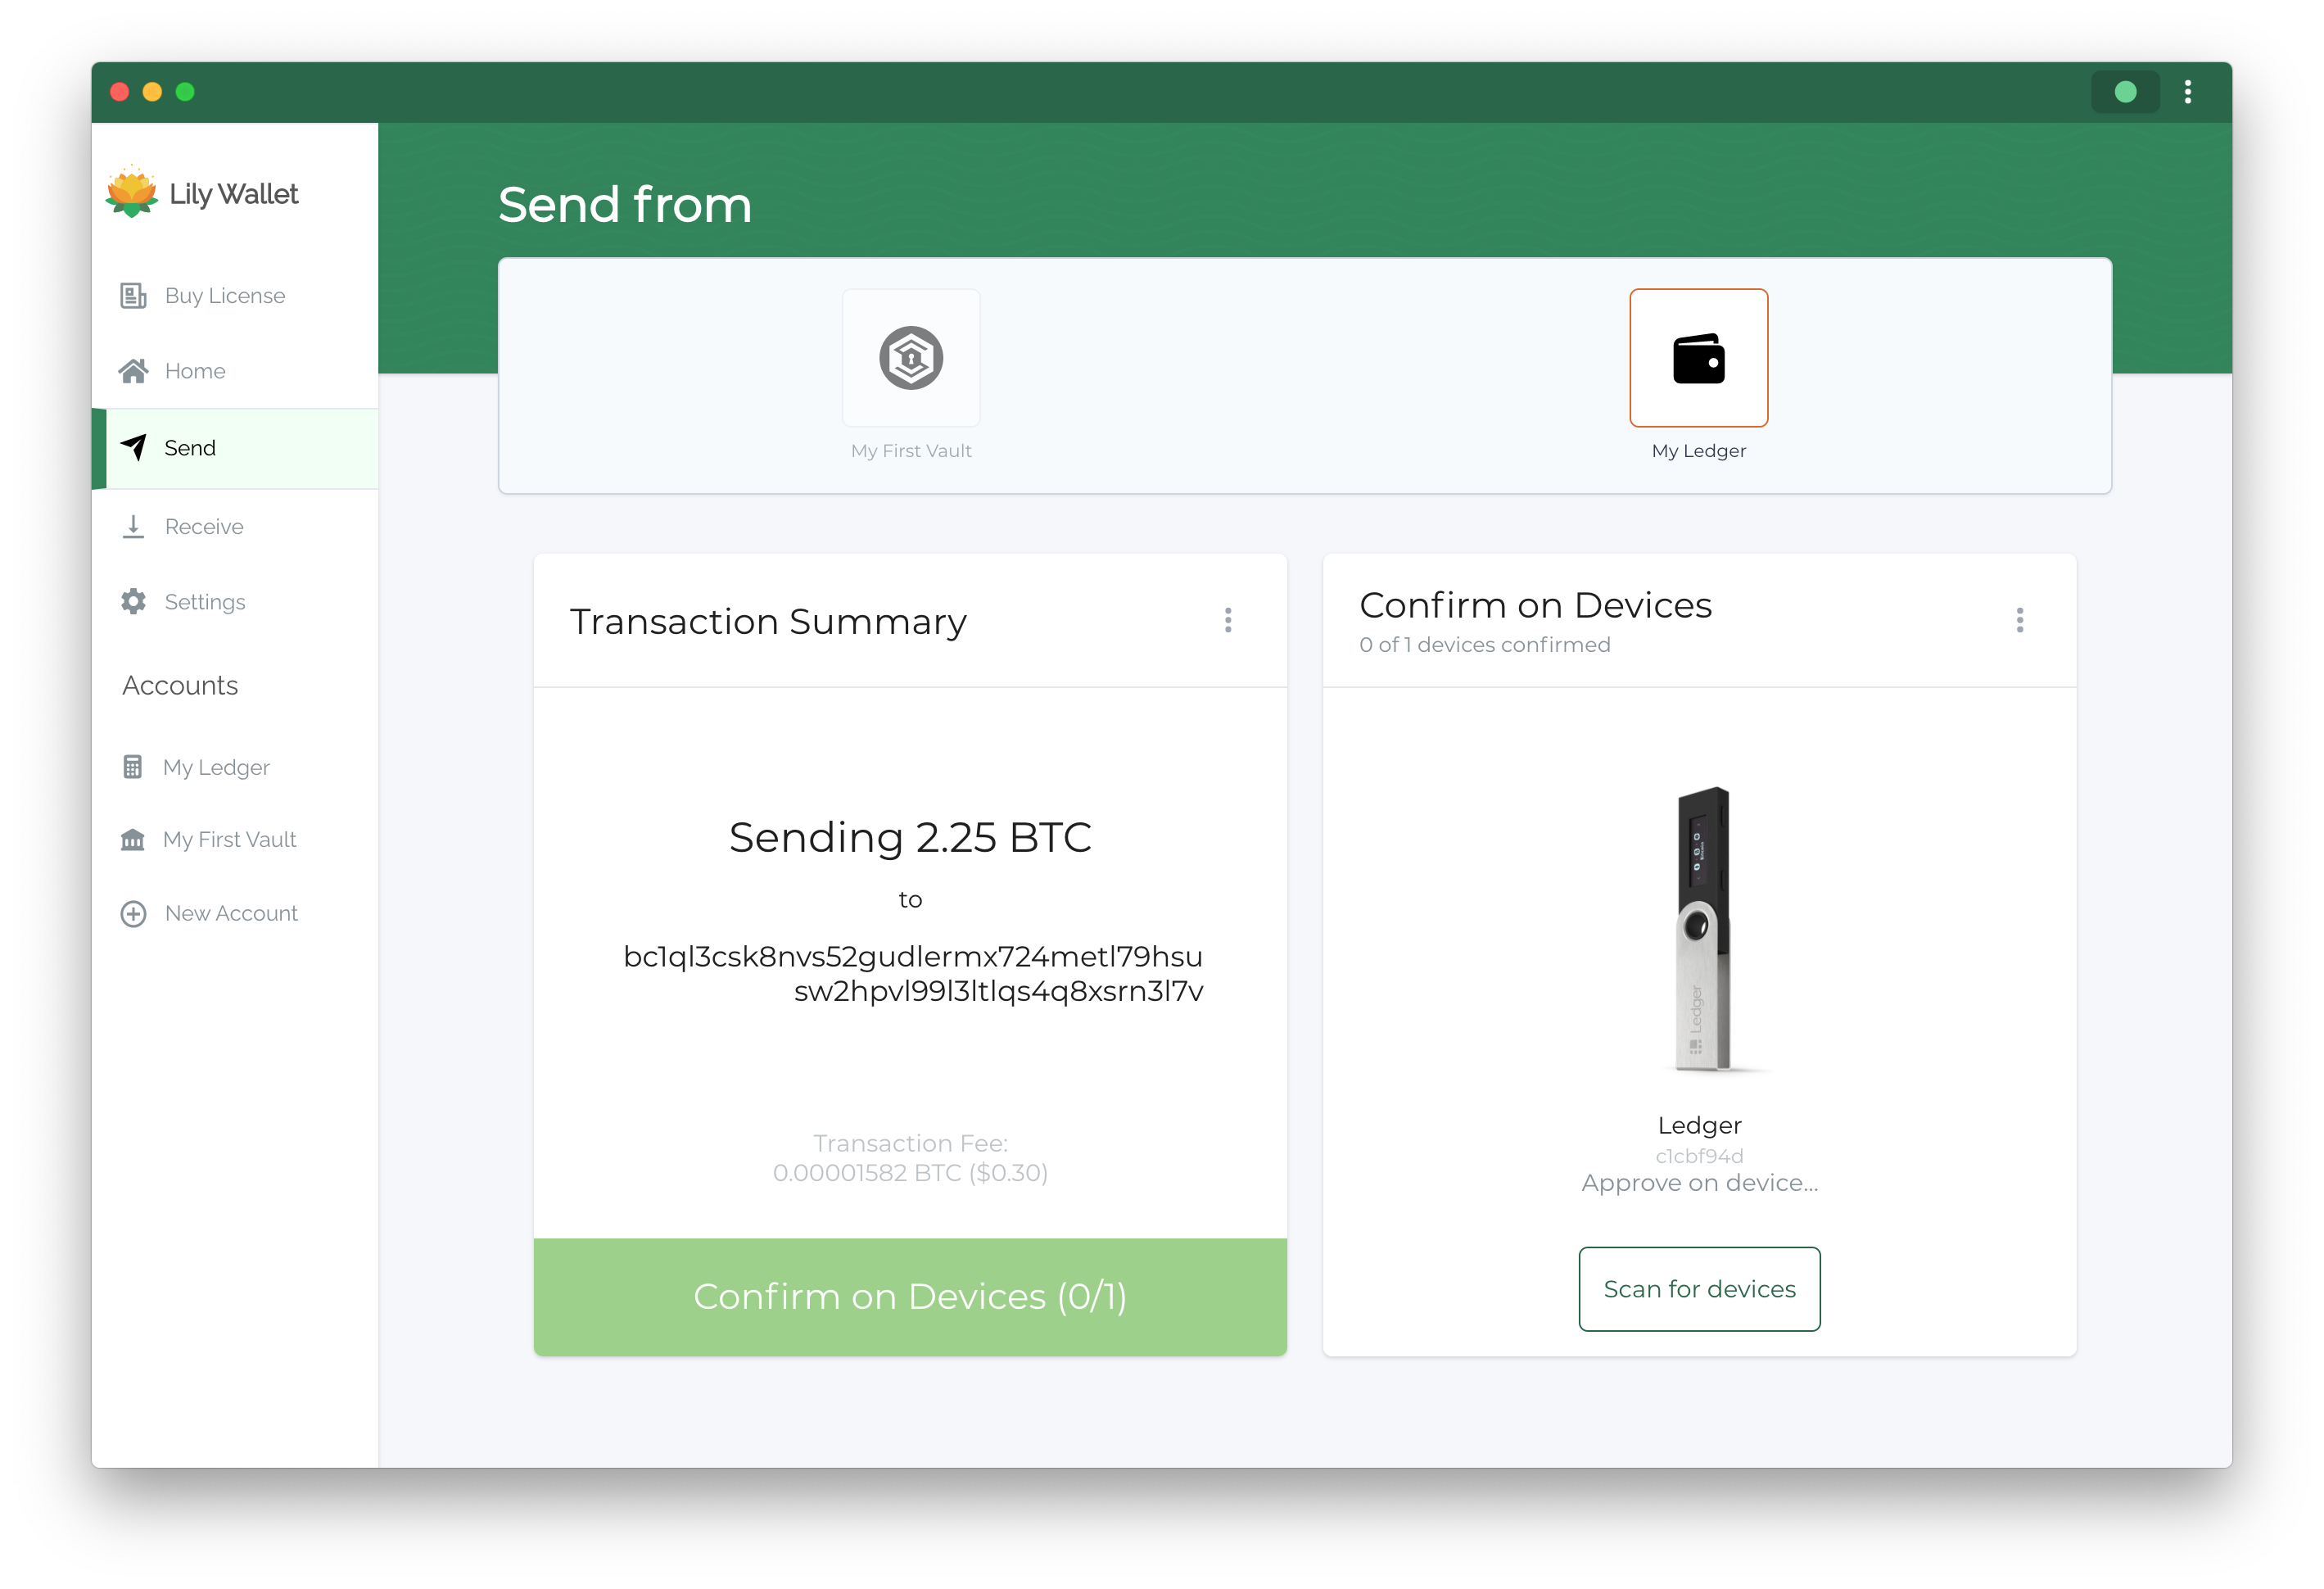 Lily Wallet
Buy License
Home
Send
Receive
Settings
Accounts
My Ledger
My First Vault
New Account
Send from
My First Vault
My Ledger
Transaction Summary
Sending 2.25 BTC
to
bc1ql3csk8nvs52gudlermx724metl79hsu
sw2hpvl99l3ltlqs4q8xsrn3l7v
Transaction Fee:
0.00001582 BTC ($0.30)
Confirm on Devices (0/1)
Confirm on Devices
0 of 1 devices confirmed
Ledger
Ledger
c1cbf94d
Approve on device...
Scan for devices